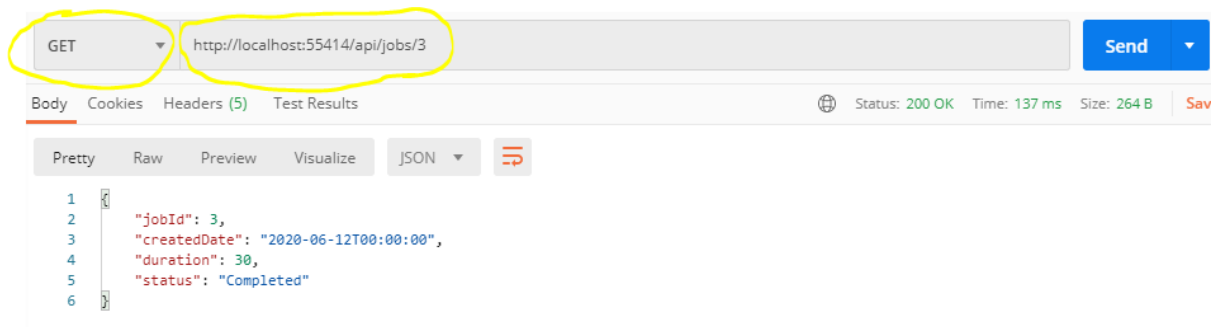 GET http://localhost:55414/api/jobs/3 Send
Body Cookies Headers (5) Test Results Status: 200 OK Time: 137 ms Size: 264 B Sav
Pretty Raw Preview Visualize JSON
1 {
2 "jobId": 3,
3 "createdDate": "2020-06-12T00:00:00",
4 "duration": 30,
5 "status": "Completed"
6 }